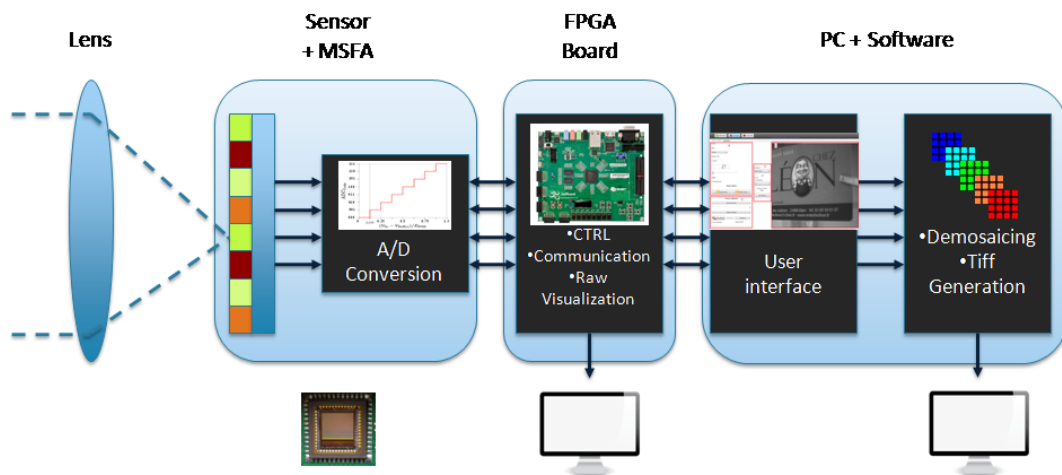 Lens
Sensor
+ MSFA
FPGA
Board
PC + Software
A/D
Conversion
•CTRL
•Communication
•Raw
Visualization
User
interface
•Demosaicing
•Tiff
Generation